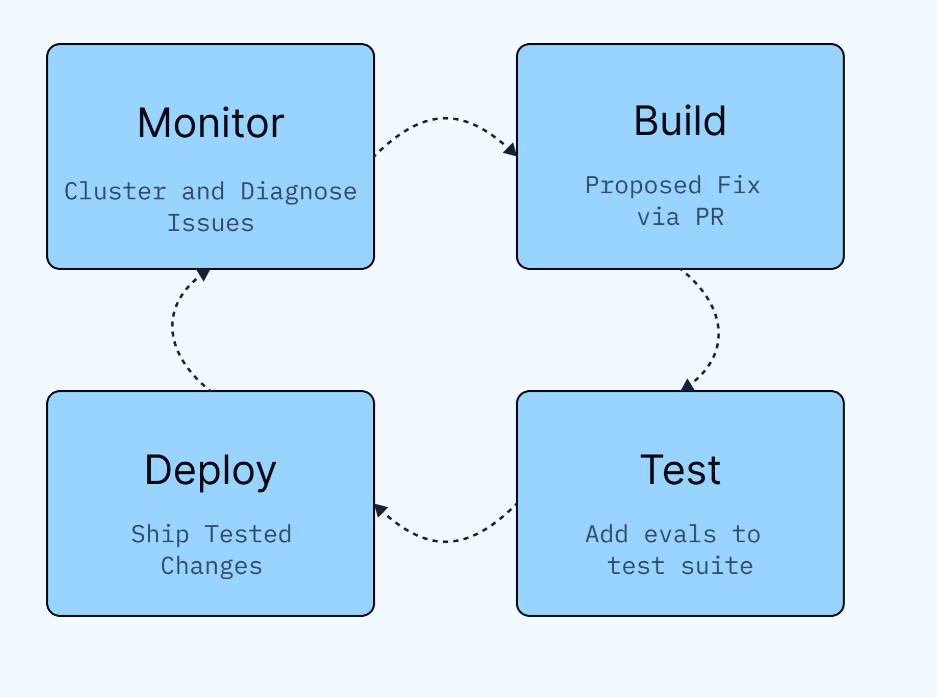 Monitor
Cluster and Diagnose
Issues
Build
Proposed Fix
via PR
Deploy
Ship Tested
Changes
Test
Add evals to
test suite